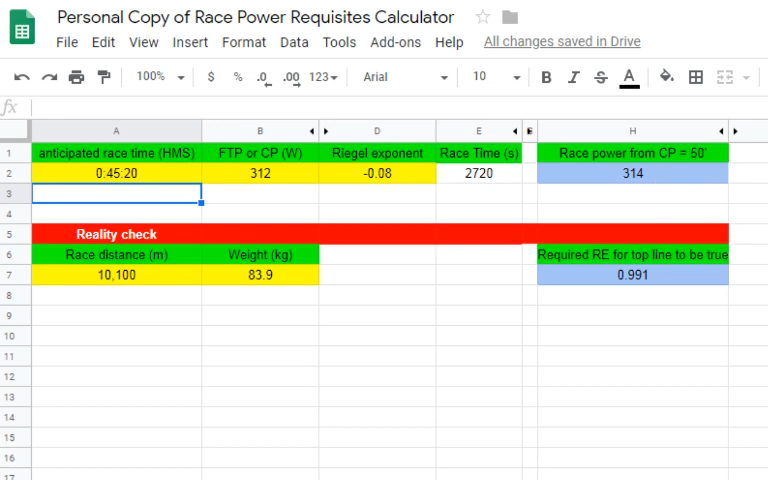 Personal Copy of Race Power Requisites Calculator
File Edit View Insert Format Data Tools Add-ons Help All changes saved in Drive
100% $ % .0 .00 123 Arial 10 B I S A
fx
A B D E H
1 anticipated race time (HMS) FTP or CP (W) Riegel exponent Race Time (s) Race power from CP = 50'
2 0:45:20 312 -0.08 2720 314
3
4
5 Reality check
6 Race distance (m) Weight (kg) Required RE for top line to be true
7 10,100 83.9 0.991
8
9
10
11
12
13
14
15
16
17